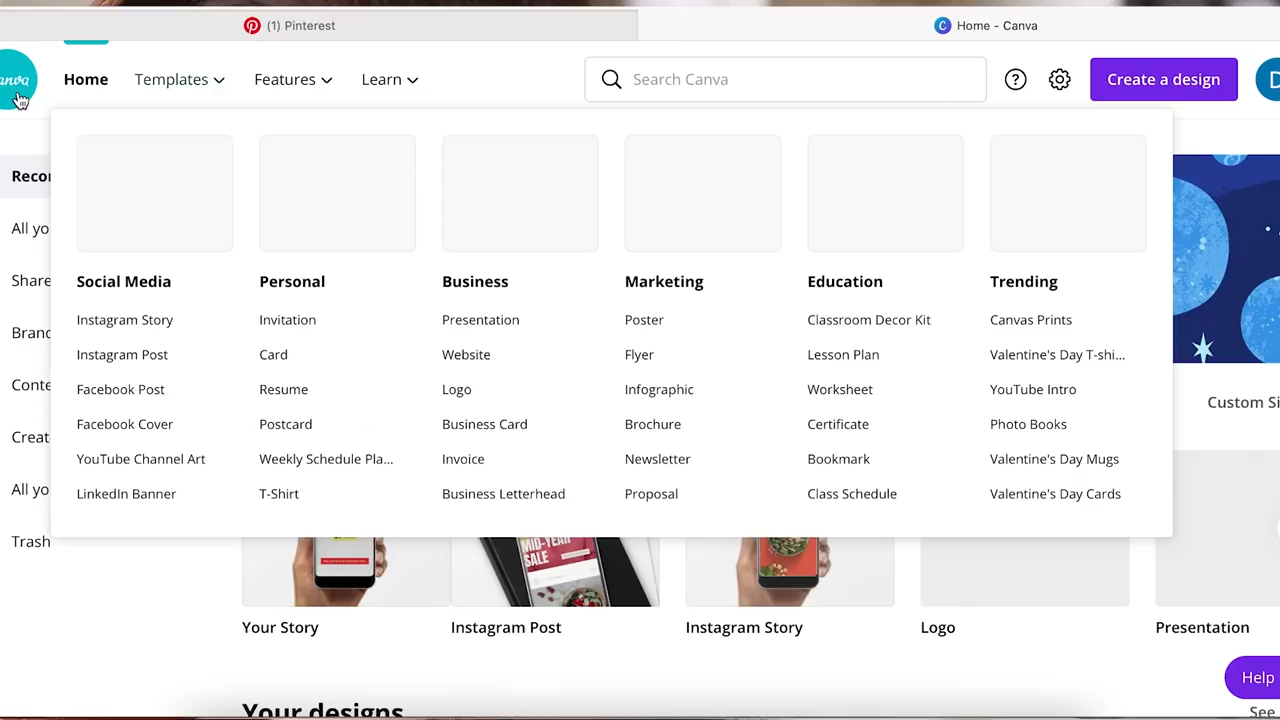 (1) Pinterest
Home - Canva
Home Templates Features Learn
Search Canva
Create a design
Social Media
Instagram Story
Instagram Post
Facebook Post
Facebook Cover
YouTube Channel Art
LinkedIn Banner
Personal
Invitation
Card
Resume
Postcard
Weekly Schedule Pla...
T-Shirt
Business
Presentation
Website
Logo
Business Card
Invoice
Business Letterhead
Marketing
Poster
Flyer
Infographic
Brochure
Newsletter
Proposal
Education
Classroom Decor Kit
Lesson Plan
Worksheet
Certificate
Bookmark
Class Schedule
Trending
Canvas Prints
Valentine's Day T-shi...
YouTube Intro
Photo Books
Valentine's Day Mugs
Valentine's Day Cards
Recor
All yo
Share
Brand
Conte
Creat
All yo
Trash
Custom Si
MID-YEAR
SALE
Your Story
Instagram Post
Instagram Story
Logo
Presentation
Help
Your designs
See